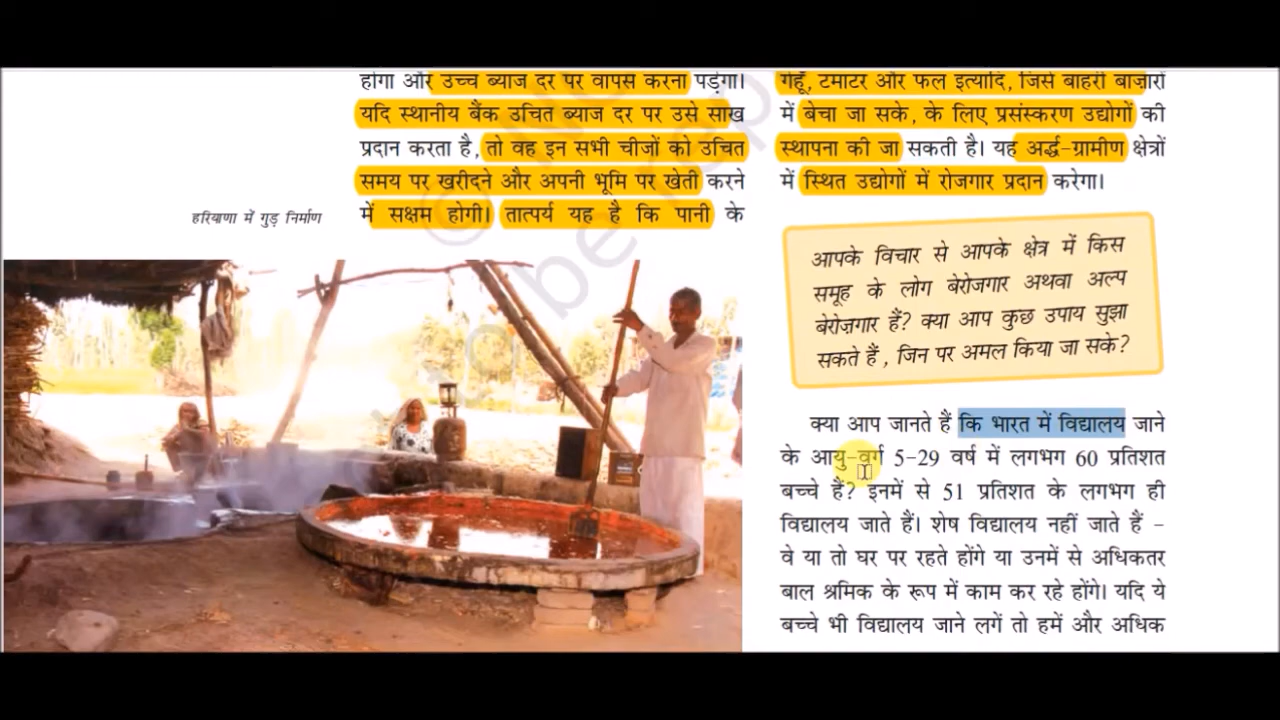 होगा और उच्च ब्याज दर पर वापस करना पड़ेगा।
यदि स्थानीय बैंक उचित ब्याज दर पर उसे साख
प्रदान करता है, तो वह इन सभी चीजों को उचित
समय पर खरीदने और अपनी भूमि पर खेती करने
में सक्षम होगी। तात्पर्य यह है कि पानी के
हरियाणा में गुड़ निर्माण
गेहूँ, टमाटर और फल इत्यादि, जिसे बाहरी बाज़ारों
में बेचा जा सके, के लिए प्रसंस्करण उद्योगों की
स्थापना की जा सकती है। यह अर्द्ध-ग्रामीण क्षेत्रों
में स्थित उद्योगों में रोजगार प्रदान करेगा।
आपके विचार से आपके क्षेत्र में किस
समूह के लोग बेरोजगार अथवा अल्प
बेरोज़गार हैं? क्या आप कुछ उपाय सुझा
सकते हैं, जिन पर अमल किया जा सके?
क्या आप जानते हैं कि भारत में विद्यालय जाने
के आयु-वर्ग 5-29 वर्ष में लगभग 60 प्रतिशत
बच्चे हैं? इनमें से 51 प्रतिशत के लगभग ही
विद्यालय जाते हैं। शेष विद्यालय नहीं जाते हैं –
वे या तो घर पर रहते होंगे या उनमें से अधिकतर
बाल श्रमिक के रूप में काम कर रहे होंगे। यदि ये
बच्चे भी विद्यालय जाने लगें तो हमें और अधिक